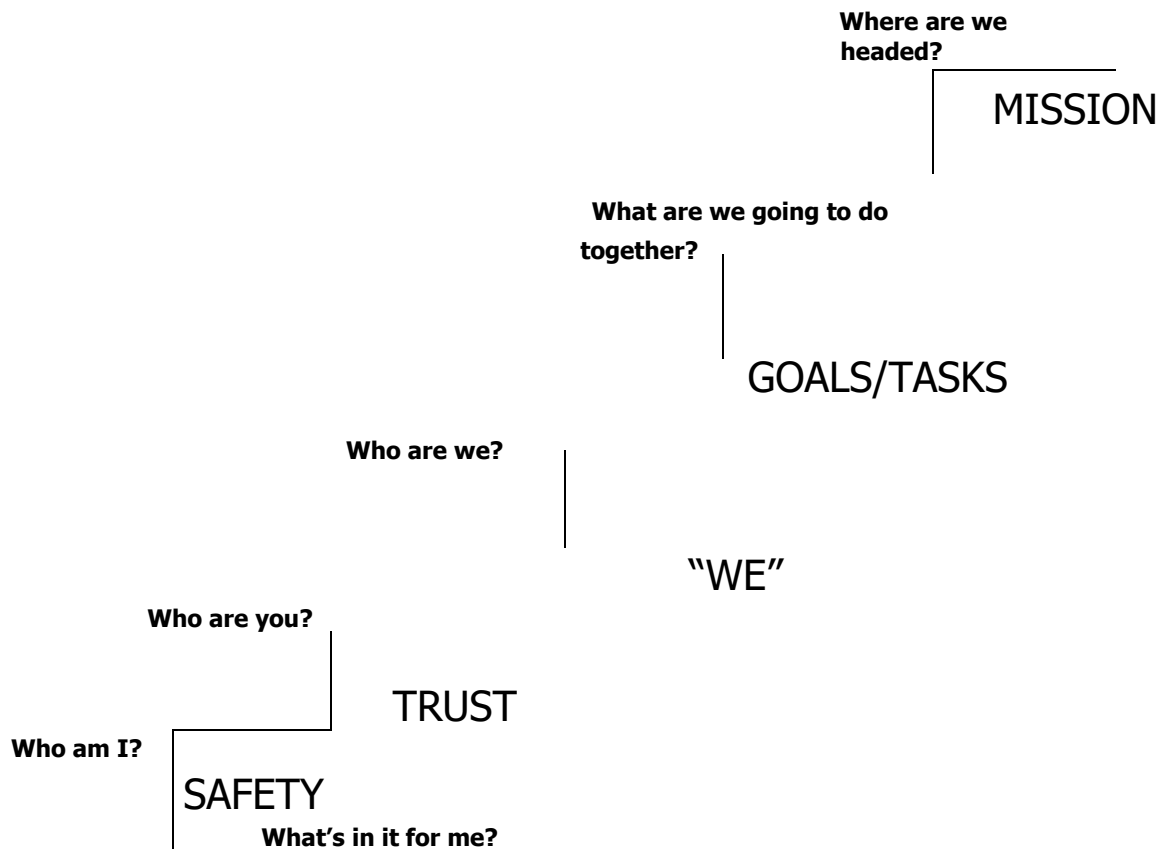 Where are we
headed?
MISSION
What are we going to do
together?
GOALS/TASKS
Who are we?
“WE”
Who are you?
TRUST
Who am I?
SAFETY
What’s in it for me?